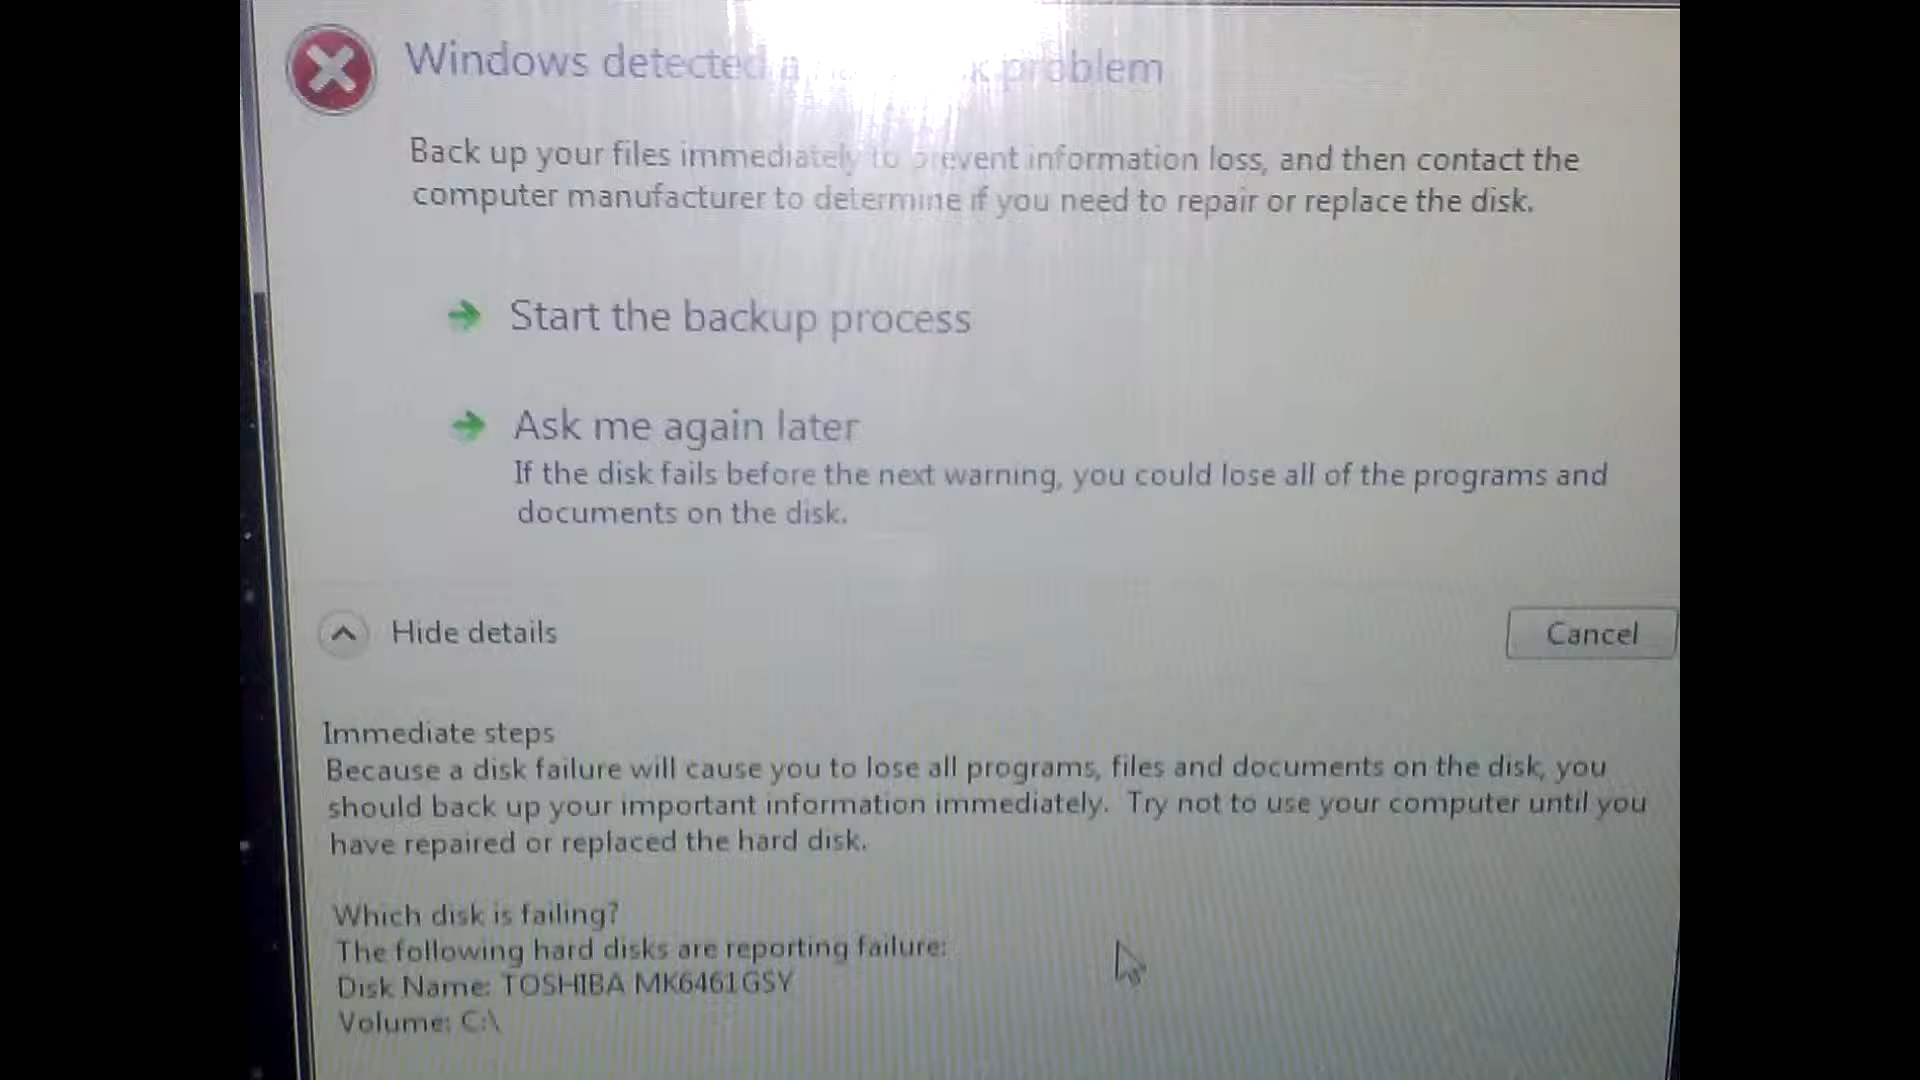 Windows detected a problem
Back up your files immediately to prevent information loss, and then contact the
computer manufacturer to determine if you need to repair or replace the disk.
Start the backup process
Ask me again later
If the disk fails before the next warning, you could lose all of the programs and
documents on the disk.
Hide details
Cancel
Immediate steps
Because a disk failure will cause you to lose all programs, files and documents on the disk, you
should back up your important information immediately. Try not to use your computer until you
have repaired or replaced the hard disk.
Which disk is failing?
The following hard disks are reporting failure:
Disk Name: TOSHIBA MK6461GSY
Volume: C:\